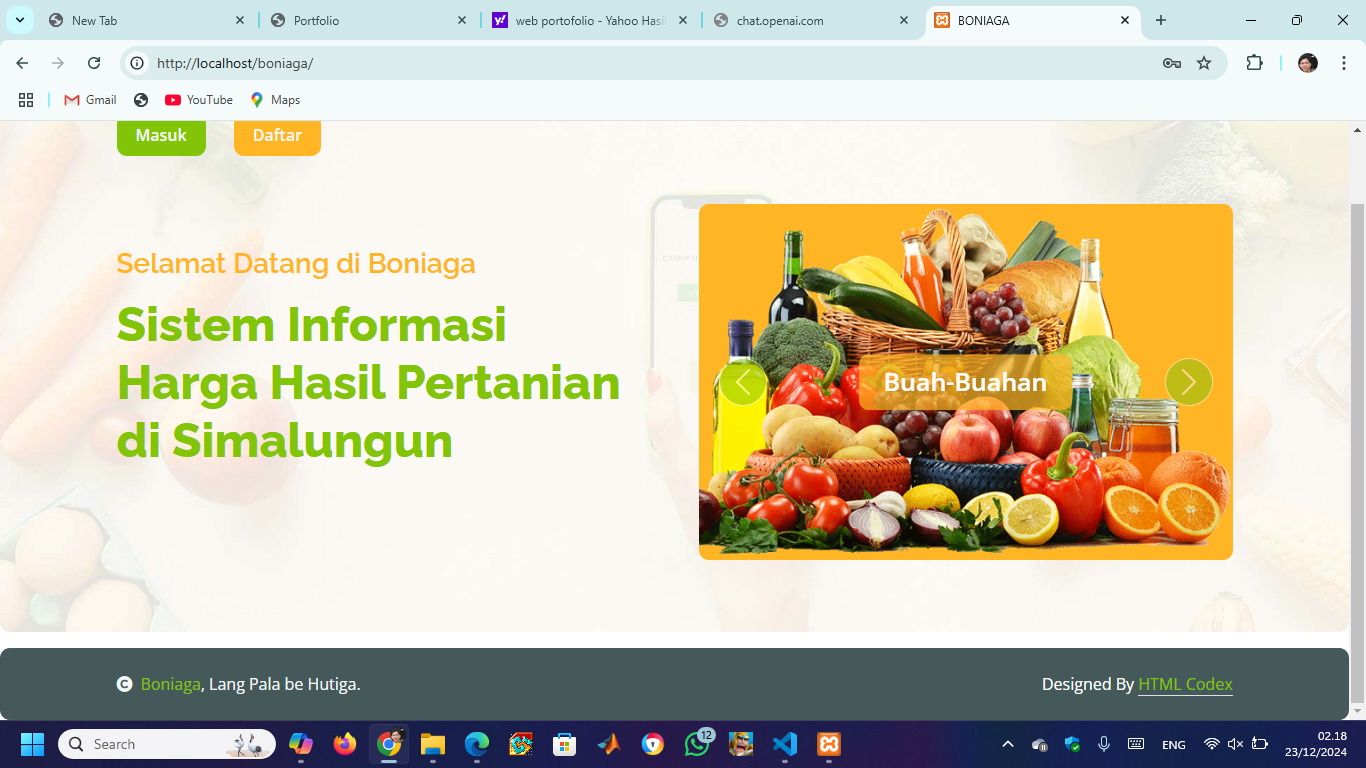 New Tab
Portfolio
web portofolio - Yahoo Hasil
chat.openai.com
BONIAGA
http://localhost/boniaga/
Gmail
YouTube
Maps
Masuk
Daftar
Selamat Datang di Boniaga
Sistem Informasi
Harga Hasil Pertanian
di Simalungun
Buah-Buahan
Boniaga, Lang Pala be Hutiga.
Designed By HTML Codex
Search
12
ENG
02.18
23/12/2024